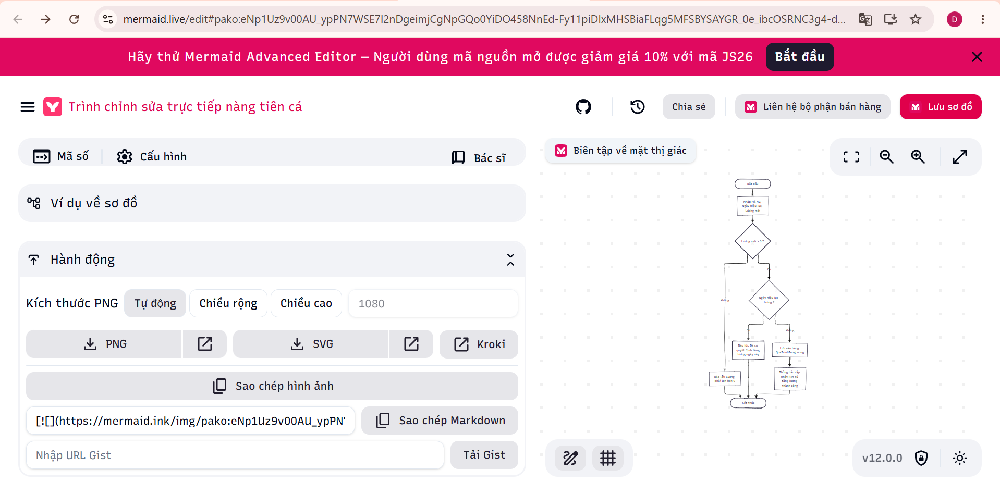 mermaid.live/edit#pako:eNp1Uz9v00AU_ypPN7WSE7l2nDgeimjCgNpGQo0YiDO458NnEd-Fy11piDIxMHSBiaFLqg5MFSBYSAYGR_0e_ibcOSRNC3g4-d...
D
Hãy thử Mermaid Advanced Editor — Người dùng mã nguồn mở được giảm giá 10% với mã JS26
Bắt đầu
Trình chỉnh sửa trực tiếp nàng tiên cá
Chia sẻ
Liên hệ bộ phận bán hàng
Lưu sơ đồ
Mã số
Cấu hình
Bác sĩ
Ví dụ về sơ đồ
Hành động
Kích thước PNG
Tự động
Chiều rộng
Chiều cao
1080
PNG
SVG
Kroki
Sao chép hình ảnh
[![](https://mermaid.ink/img/pako:eNp1Uz9v00AU_ypPN'
Sao chép Markdown
Nhập URL Gist
Tải Gist
Biên tập về mặt thị giác
Bắt đầu
Nhập Mã NV,
Ngày hiệu lực,
Lương mới
Lương mới > 0 ?
Có
Không
Ngày hiệu lực
trùng ?
Có
Không
Báo lỗi: Đã có
quyết định tăng
lương ngày này
Lưu vào bảng
QuaTrinhTangLuong
Báo lỗi: Lương
phải lớn hơn 0
Thông báo cập
nhật lịch sử
tăng lương
thành công
Kết thúc
v12.0.0